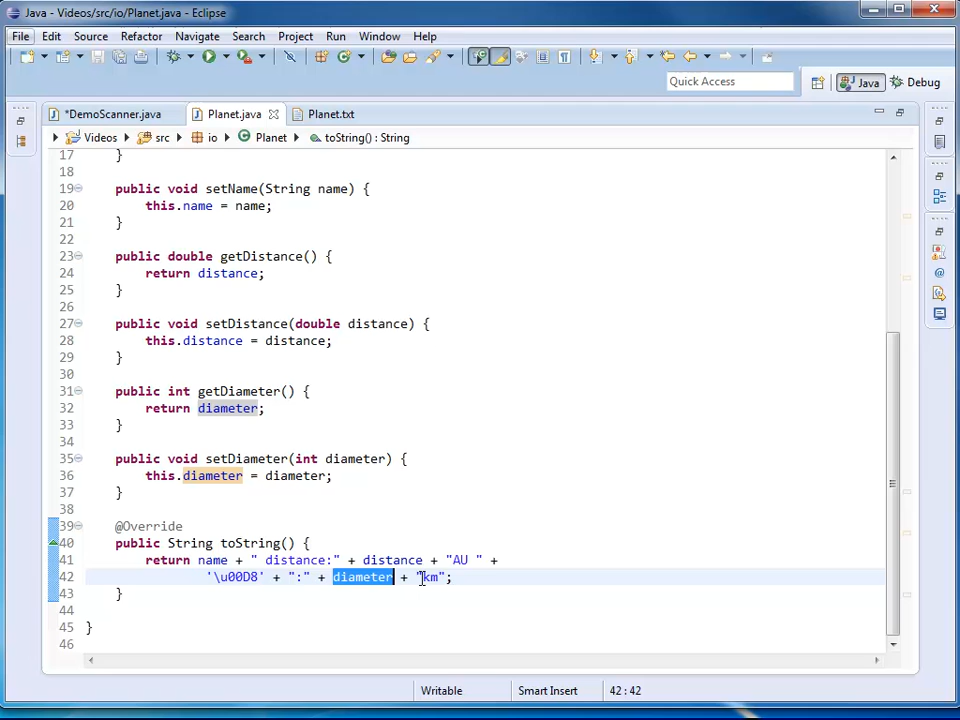 Java - Videos/src/io/Planet.java - Eclipse
File Edit Source Refactor Navigate Search Project Run Window Help
Quick Access Java Debug
*DemoScanner.java Planet.java Planet.txt
Videos src io Planet toString() : String
17 }
18
19 public void setName(String name) {
20 this.name = name;
21 }
22
23 public double getDistance() {
24 return distance;
25 }
26
27 public void setDistance(double distance) {
28 this.distance = distance;
29 }
30
31 public int getDiameter() {
32 return diameter;
33 }
34
35 public void setDiameter(int diameter) {
36 this.diameter = diameter;
37 }
38
39 @Override
40 public String toString() {
41 return name + " distance:" + distance + "AU " +
42 '\u00D8' + ":" + diameter + "km";
43 }
44
45 }
46
Writable Smart Insert 42 : 42